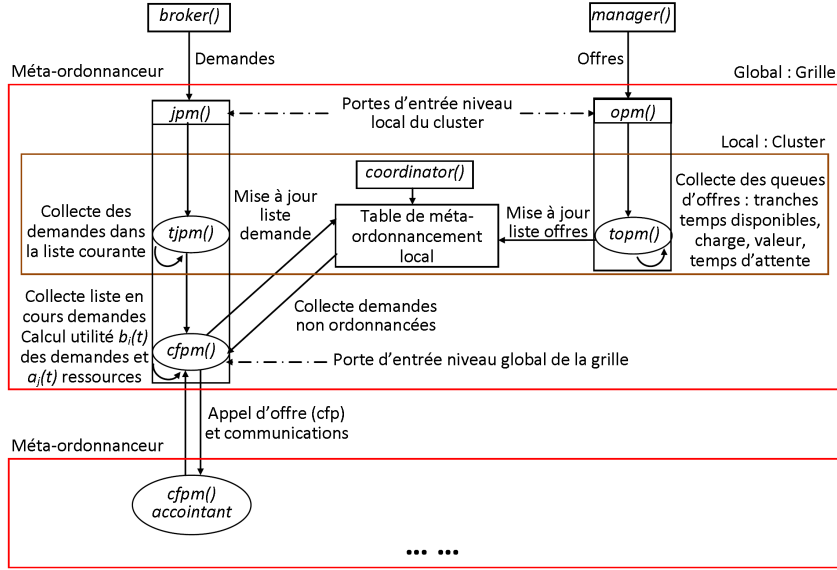 broker()
manager()
Demandes
Offres
Méta-ordonnanceur
Global : Grille
jpm()
Portes d'entrée niveau
local du cluster
opm()
Local : Cluster
coordinator()
Collecte des
demandes dans
la liste courante
tjpm()
Mise à jour
liste
demande
Table de méta-
ordonnancement
local
Mise à jour
liste offres
topm()
Collecte des queues
d'offres : tranches
temps disponibles,
charge, valeur,
temps d'attente
Collecte liste en
cours demandes
Calcul utilité bi(t)
des demandes et
aj(t) ressources
cfpm()
Collecte demandes
non ordonnancées
Porte d'entrée niveau global de la grille
Appel d'offre (cfp)
et communications
Méta-ordonnanceur
cfpm()
accointant
... ...